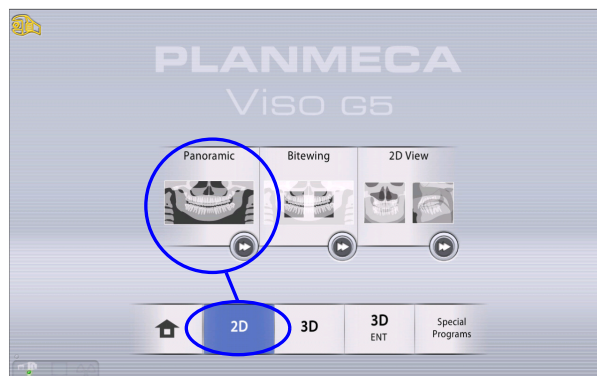 PLANMECA
Viso G5
Panoramic
Bitewing
2D View
2D
3D
3D
ENT
Special
Programs